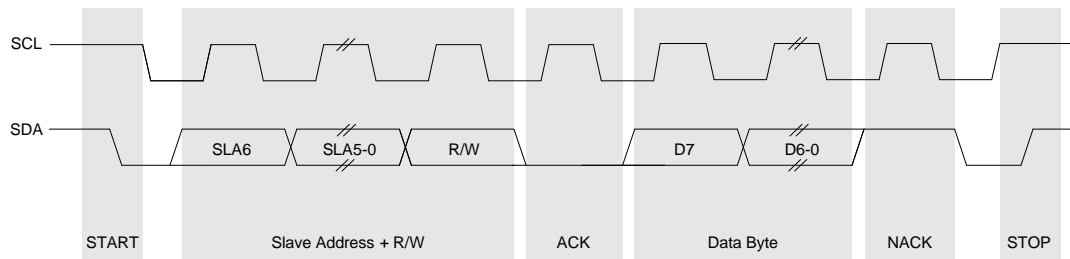 SCL
SDA
SLA6 SLA5-0 R/W D7 D6-0
START Slave Address + R/W ACK Data Byte NACK STOP